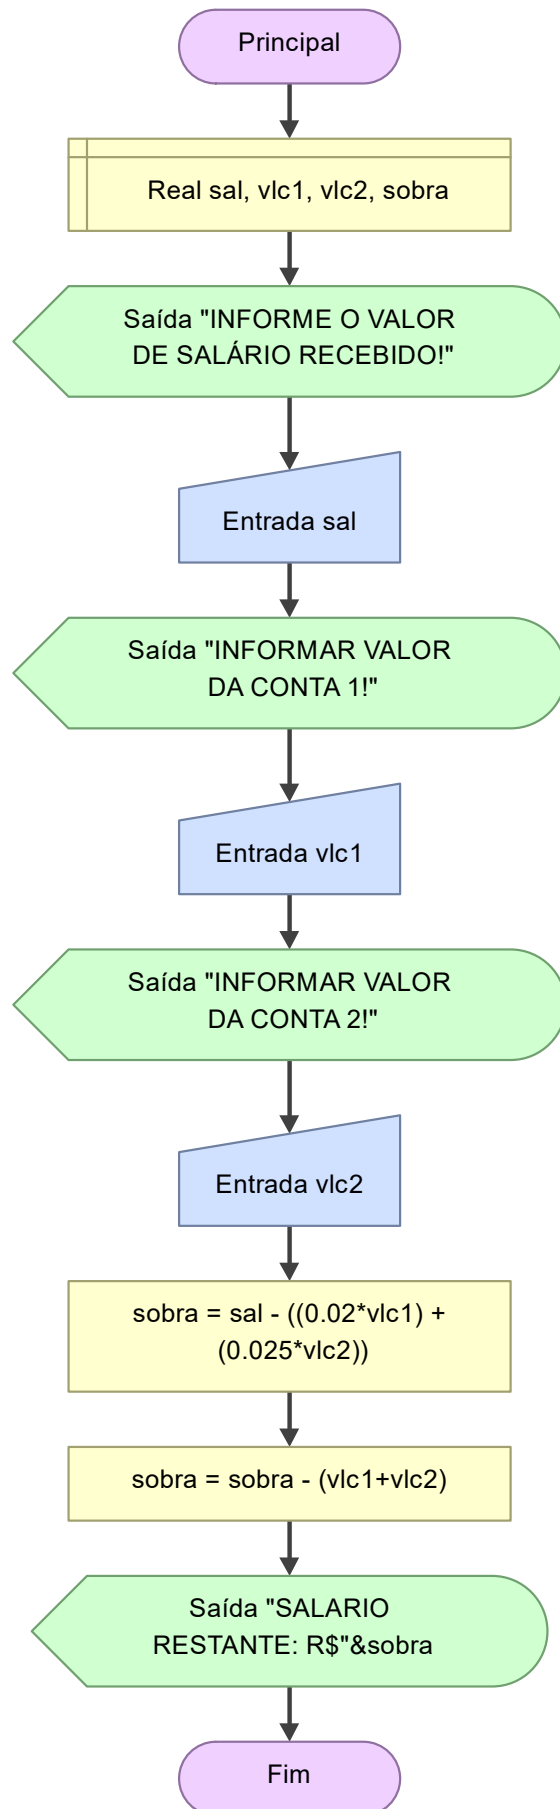 Principal
Real sal, vlc1, vlc2, sobra
Saída "INFORME O VALOR
DE SALÁRIO RECEBIDO!"
Entrada sal
Saída "INFORMAR VALOR
DA CONTA 1!"
Entrada vlc1
Saída "INFORMAR VALOR
DA CONTA 2!"
Entrada vlc2
sobra = sal - ((0.02*vlc1) +
(0.025*vlc2))
sobra = sobra - (vlc1+vlc2)
Saída "SALARIO
RESTANTE: R$"&sobra
Fim